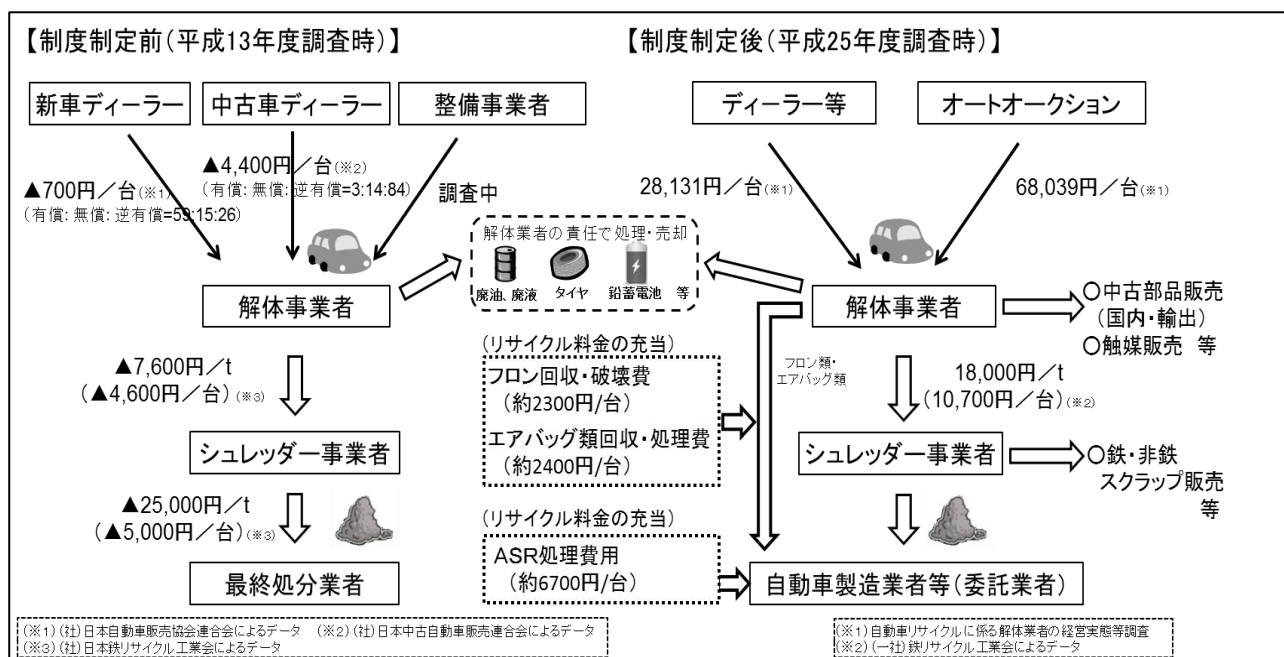 【制度制定前(平成13年度調査時)】
新車ディーラー
中古車ディーラー
整備事業者
▲700円/台(※1)
(有償:無償:逆有償=59:15:26)
▲4,400円/台(※2)
(有償:無償:逆有償=3:14:84)
調査中
解体業者の責任で処理・売却
廃油、廃液
タイヤ
鉛蓄電池 等
解体事業者
▲7,600円/t
(▲4,600円/台)(※3)
シュレッダー事業者
▲25,000円/t
(▲5,000円/台)(※3)
最終処分業者
(リサイクル料金の充当)
フロン回収・破壊費
(約2300円/台)
エアバッグ類回収・処理費
(約2400円/台)
(リサイクル料金の充当)
ASR処理費用
(約6700円/台)
【制度制定後(平成25年度調査時)】
ディーラー等
オートオークション
28,131円/台(※1)
68,039円/台(※1)
解体事業者
○中古部品販売
(国内・輸出)
○触媒販売 等
フロン類・
エアバッグ類
18,000円/t
(10,700円/台)(※2)
シュレッダー事業者
○鉄・非鉄
スクラップ販売
等
自動車製造業者等(委託業者)
(※1)(社)日本自動車販売協会連合会によるデータ (※2)(社)日本中古自動車販売連合会によるデータ
(※3)(社)日本鉄リサイクル工業会によるデータ
(※1)自動車リサイクルに係る解体業者の経営実態等調査
(※2)(一社)鉄リサイクル工業会によるデータ